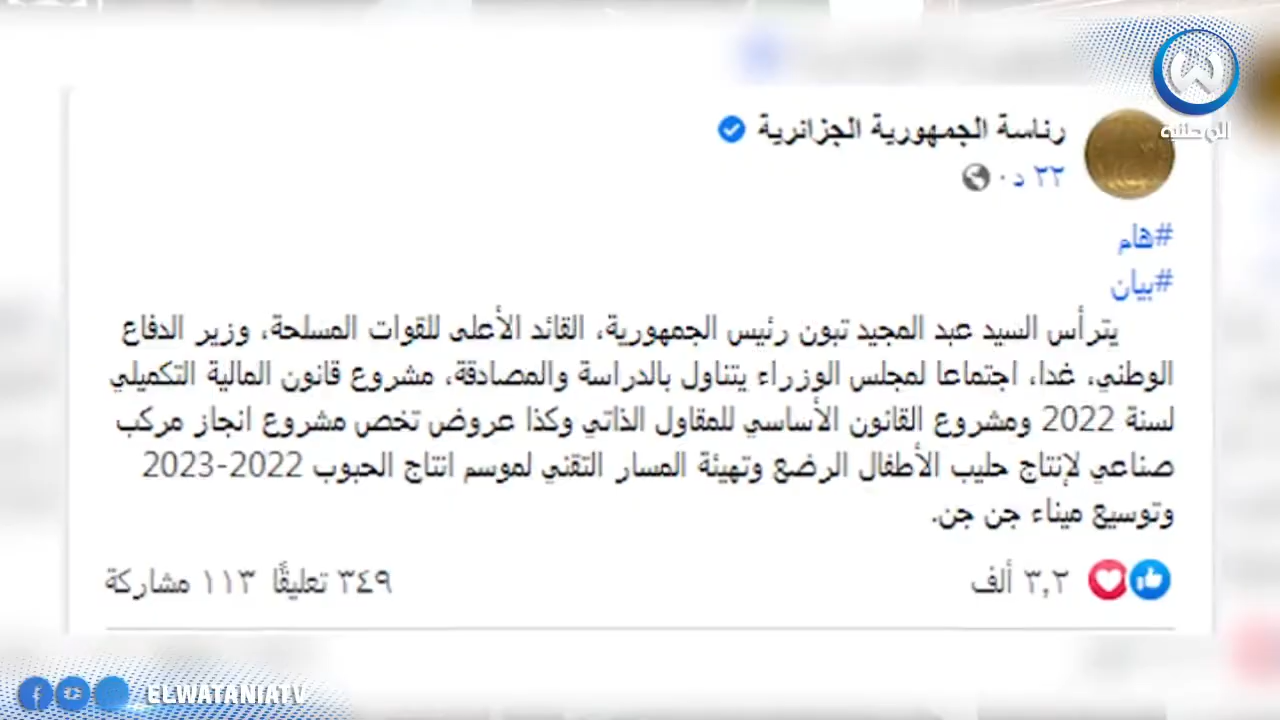 الوطنية
رئاسة الجمهورية الجزائرية
٢٢ د ·
#هام
#بيان
يترأس السيد عبد المجيد تبون رئيس الجمهورية، القائد الأعلى للقوات المسلحة، وزير الدفاع
الوطني، غدا، اجتماعا لمجلس الوزراء يتناول بالدراسة والمصادقة، مشروع قانون المالية التكميلي
لسنة 2022 ومشروع القانون الأساسي للمقاول الذاتي وكذا عروض تخص مشروع انجاز مركب
صناعي لإنتاج حليب الأطفال الرضع وتهيئة المسار التقني لموسم انتاج الحبوب 2022-2023
وتوسيع ميناء جن جن.
٣,٢ ألف
٣٤٩ تعليقًا ١١٣ مشاركة
ELWATANIATV